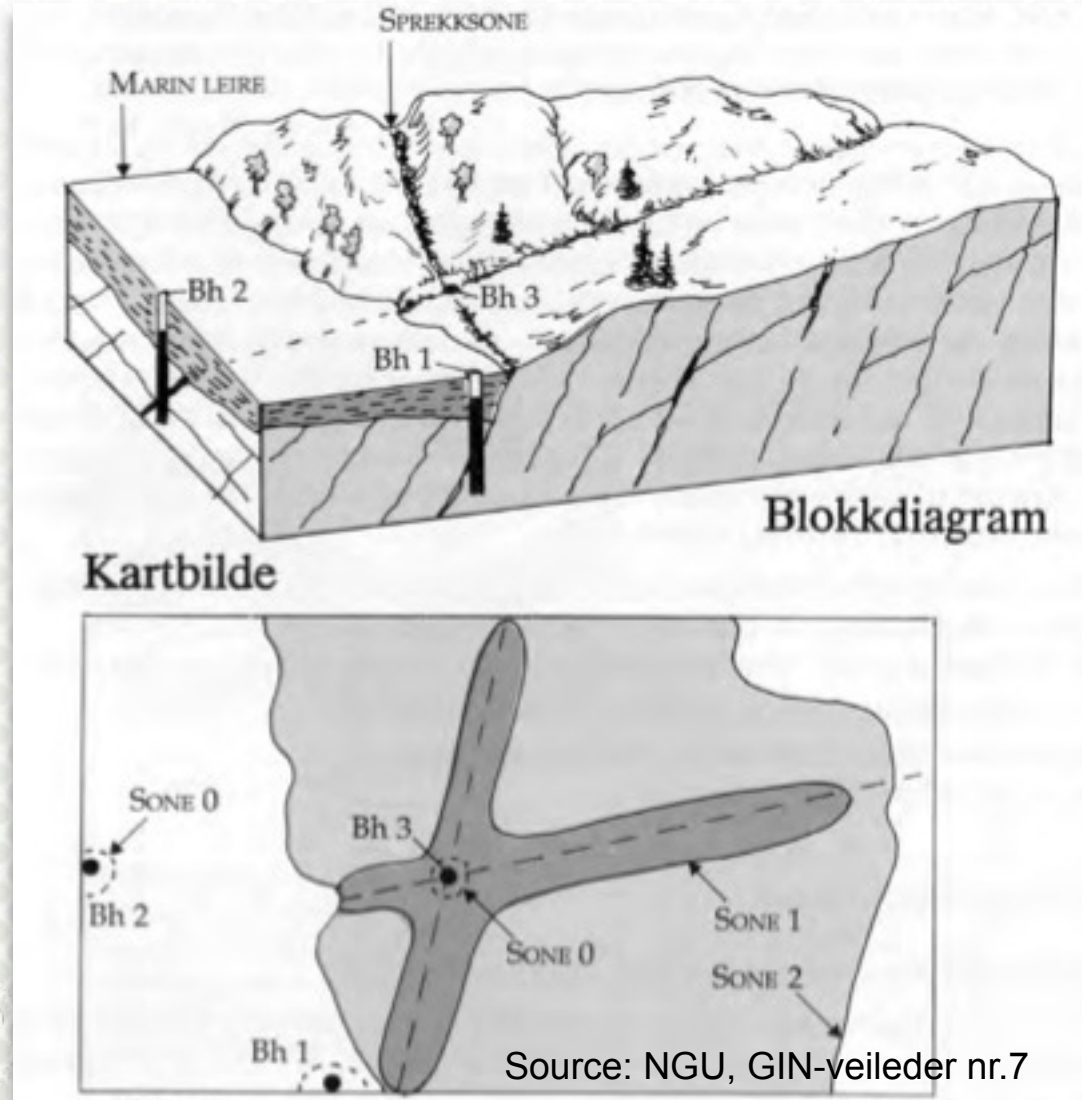 SPREKKSONE
MARIN LEIRE
Bh 2
Bh 3
Bh 1
Blokkdiagram
Kartbilde
SONE 0
Bh 3
Bh 2
SONE 1
SONE 0
SONE 2
Bh 1
Source: NGU, GIN-veileder nr.7